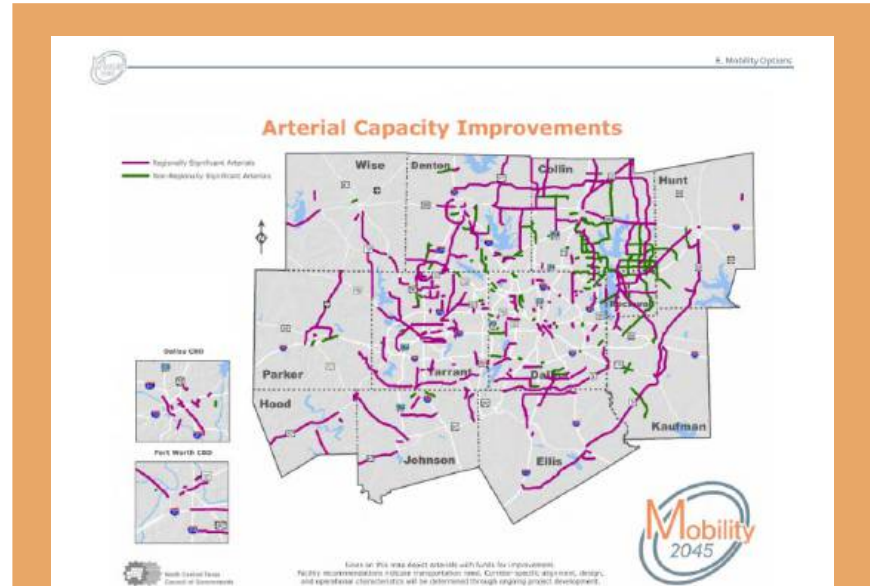 6. Mobility Options
Arterial Capacity Improvements
Regionally Significant Arterials
Non-Regionally Significant Arterials
Wise
Denton
Collin
Hunt
Rockwall
Dallas CBD
Parker
Tarrant
Dallas
Hood
Kaufman
Fort Worth CBD
Johnson
Ellis
Mobility
2045
North Central Texas
Council of Governments
Lines on this map depict arterials with funds for improvement.
Facility recommendations indicate transportation need. Corridor-specific alignment, design,
and operational characteristics will be determined through ongoing project development.